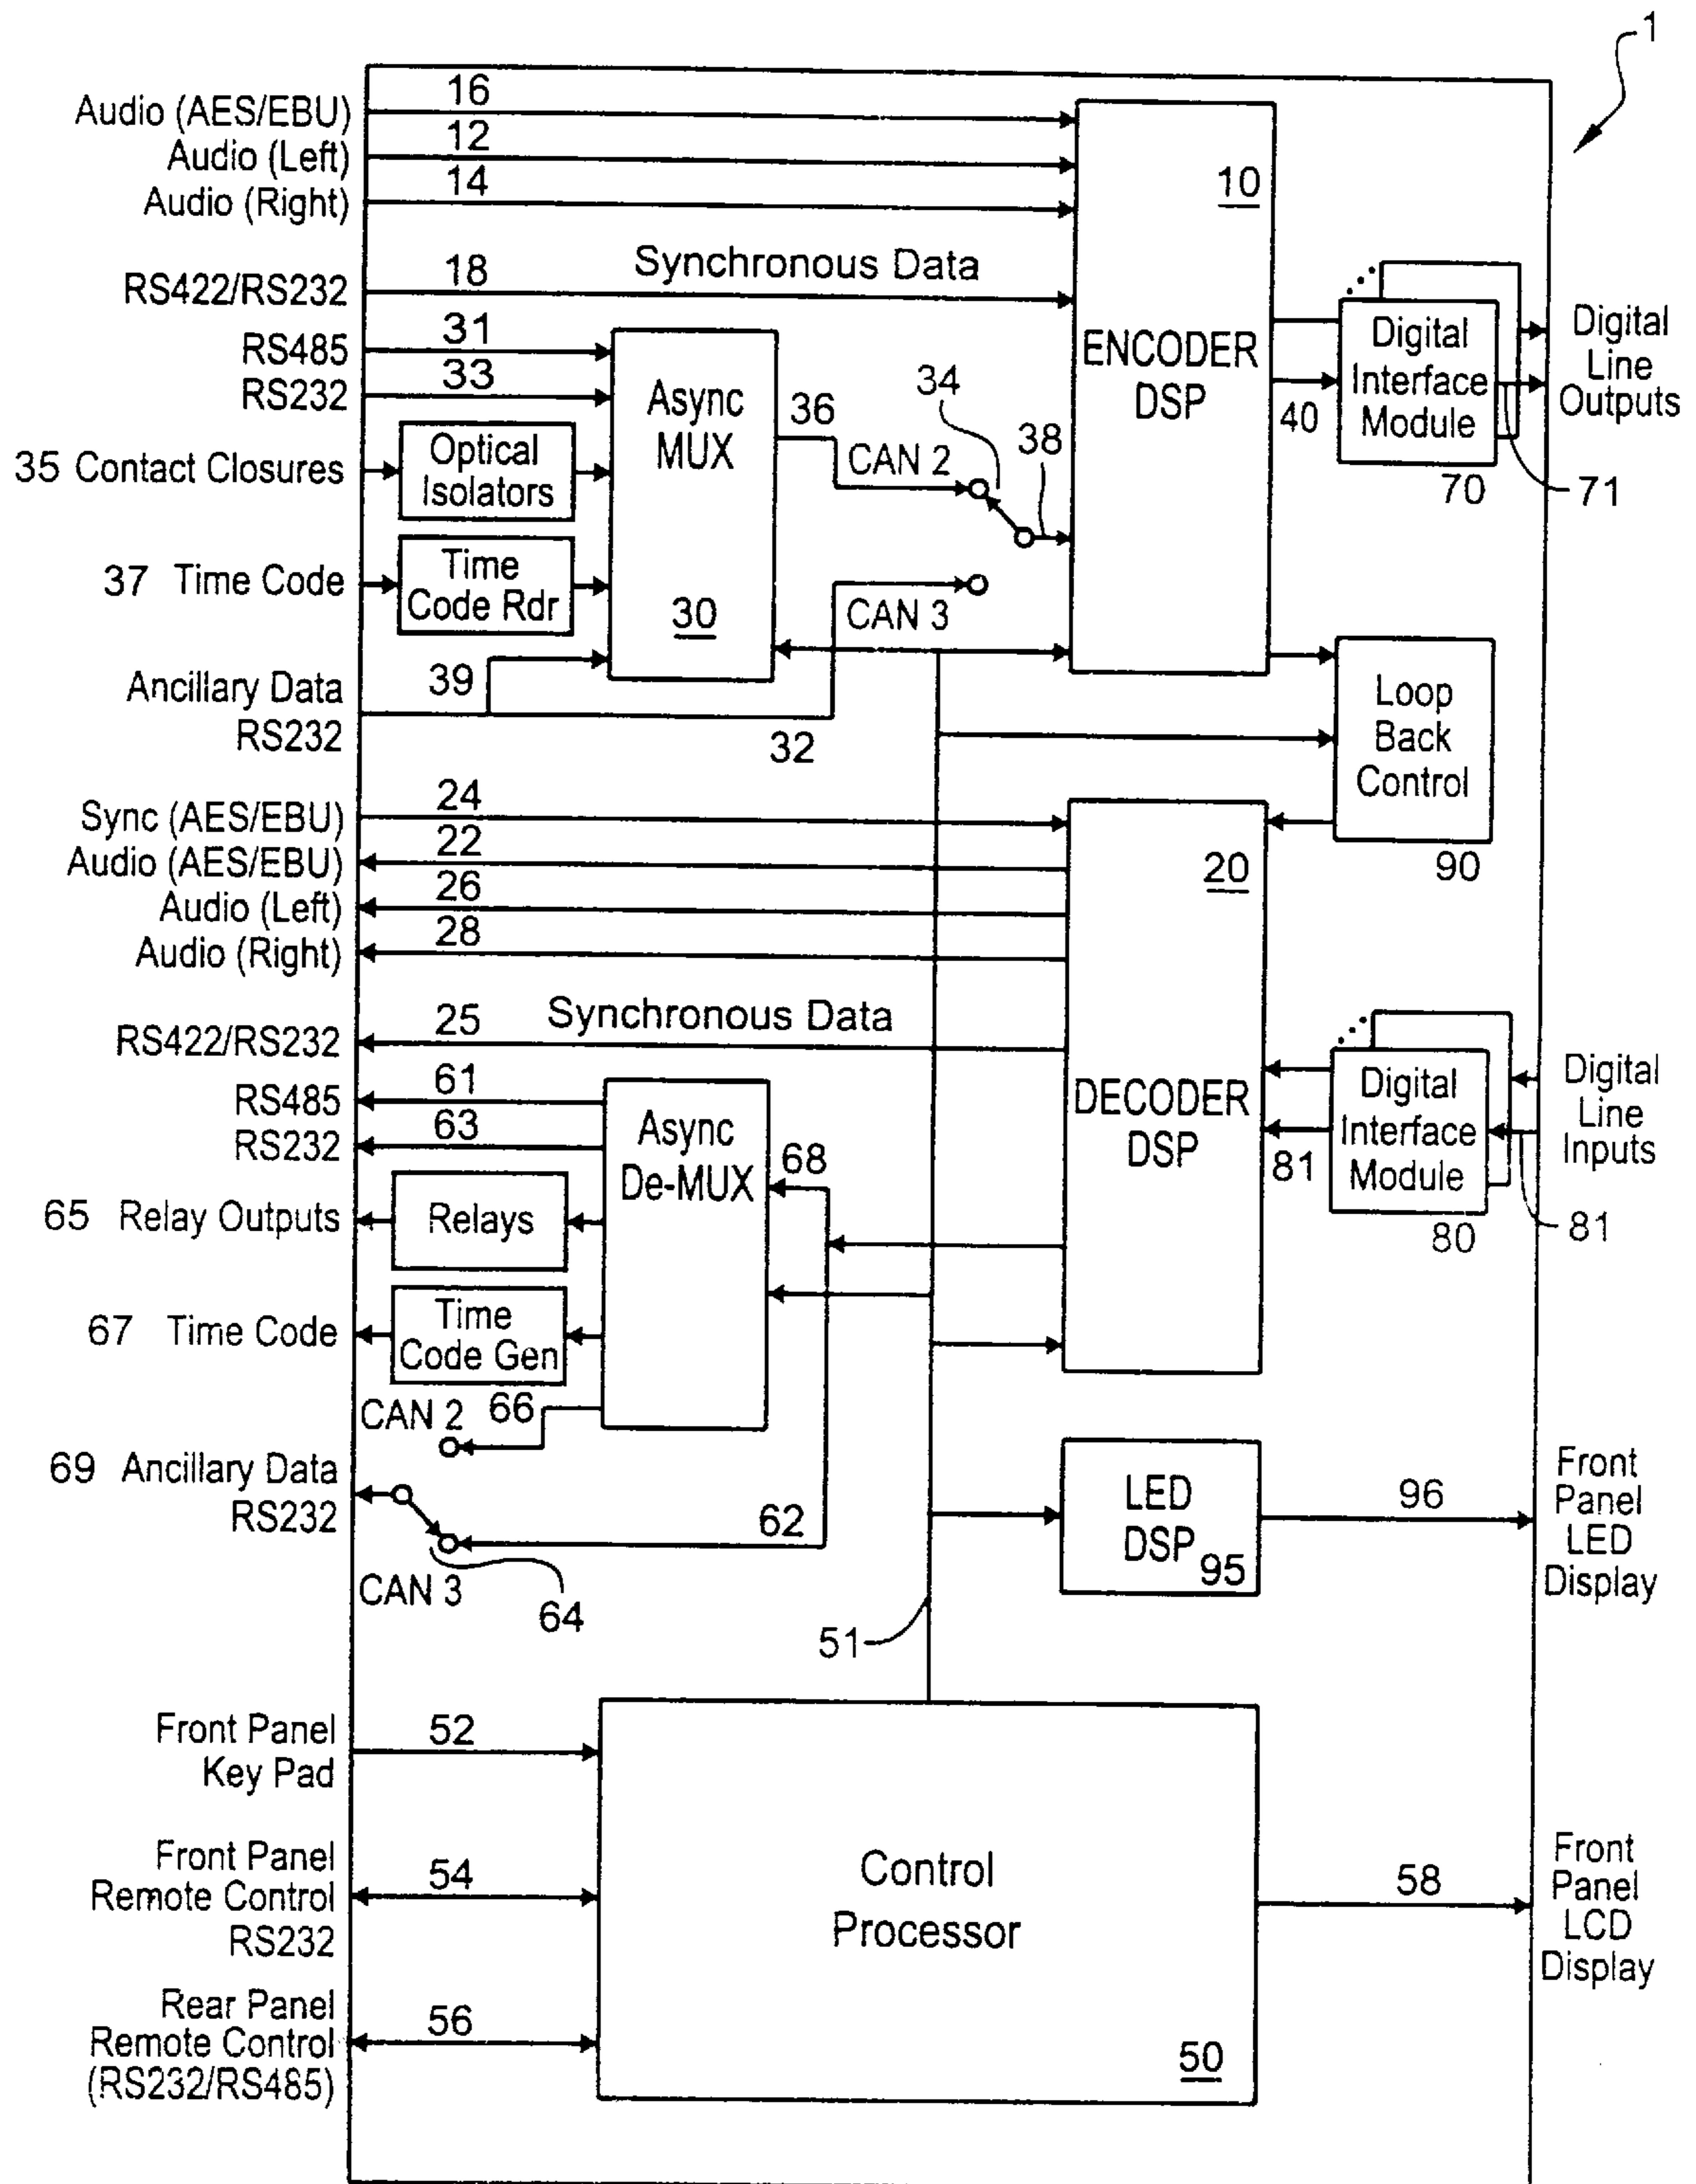 1
Audio (AES/EBU)
16
Audio (Left)
12
Audio (Right)
14
10
RS422/RS232
18
Synchronous Data
RS485
31
RS232
33
Async
MUX
30
ENCODER
DSP
Digital
Interface
Module
Digital
Line
Outputs
40
70
71
36
34
38
CAN 2
35 Contact Closures
Optical
Isolators
37 Time Code
Time
Code Rdr
CAN 3
Ancillary Data
RS232
39
32
Loop
Back
Control
90
Sync (AES/EBU)
24
Audio (AES/EBU)
22
Audio (Left)
26
Audio (Right)
28
20
RS422/RS232
25
Synchronous Data
RS485
61
RS232
63
Async
De-MUX
68
DECODER
DSP
Digital
Interface
Module
Digital
Line
Inputs
81
80
81
65 Relay Outputs
Relays
67 Time Code
Time
Code Gen
CAN 2
66
69 Ancillary Data
RS232
62
CAN 3
64
LED
DSP
95
96
Front
Panel
LED
Display
51
Front Panel
Key Pad
52
Front Panel
Remote Control
RS232
54
Control
Processor
58
Front
Panel
LCD
Display
Rear Panel
Remote Control
(RS232/RS485)
56
50